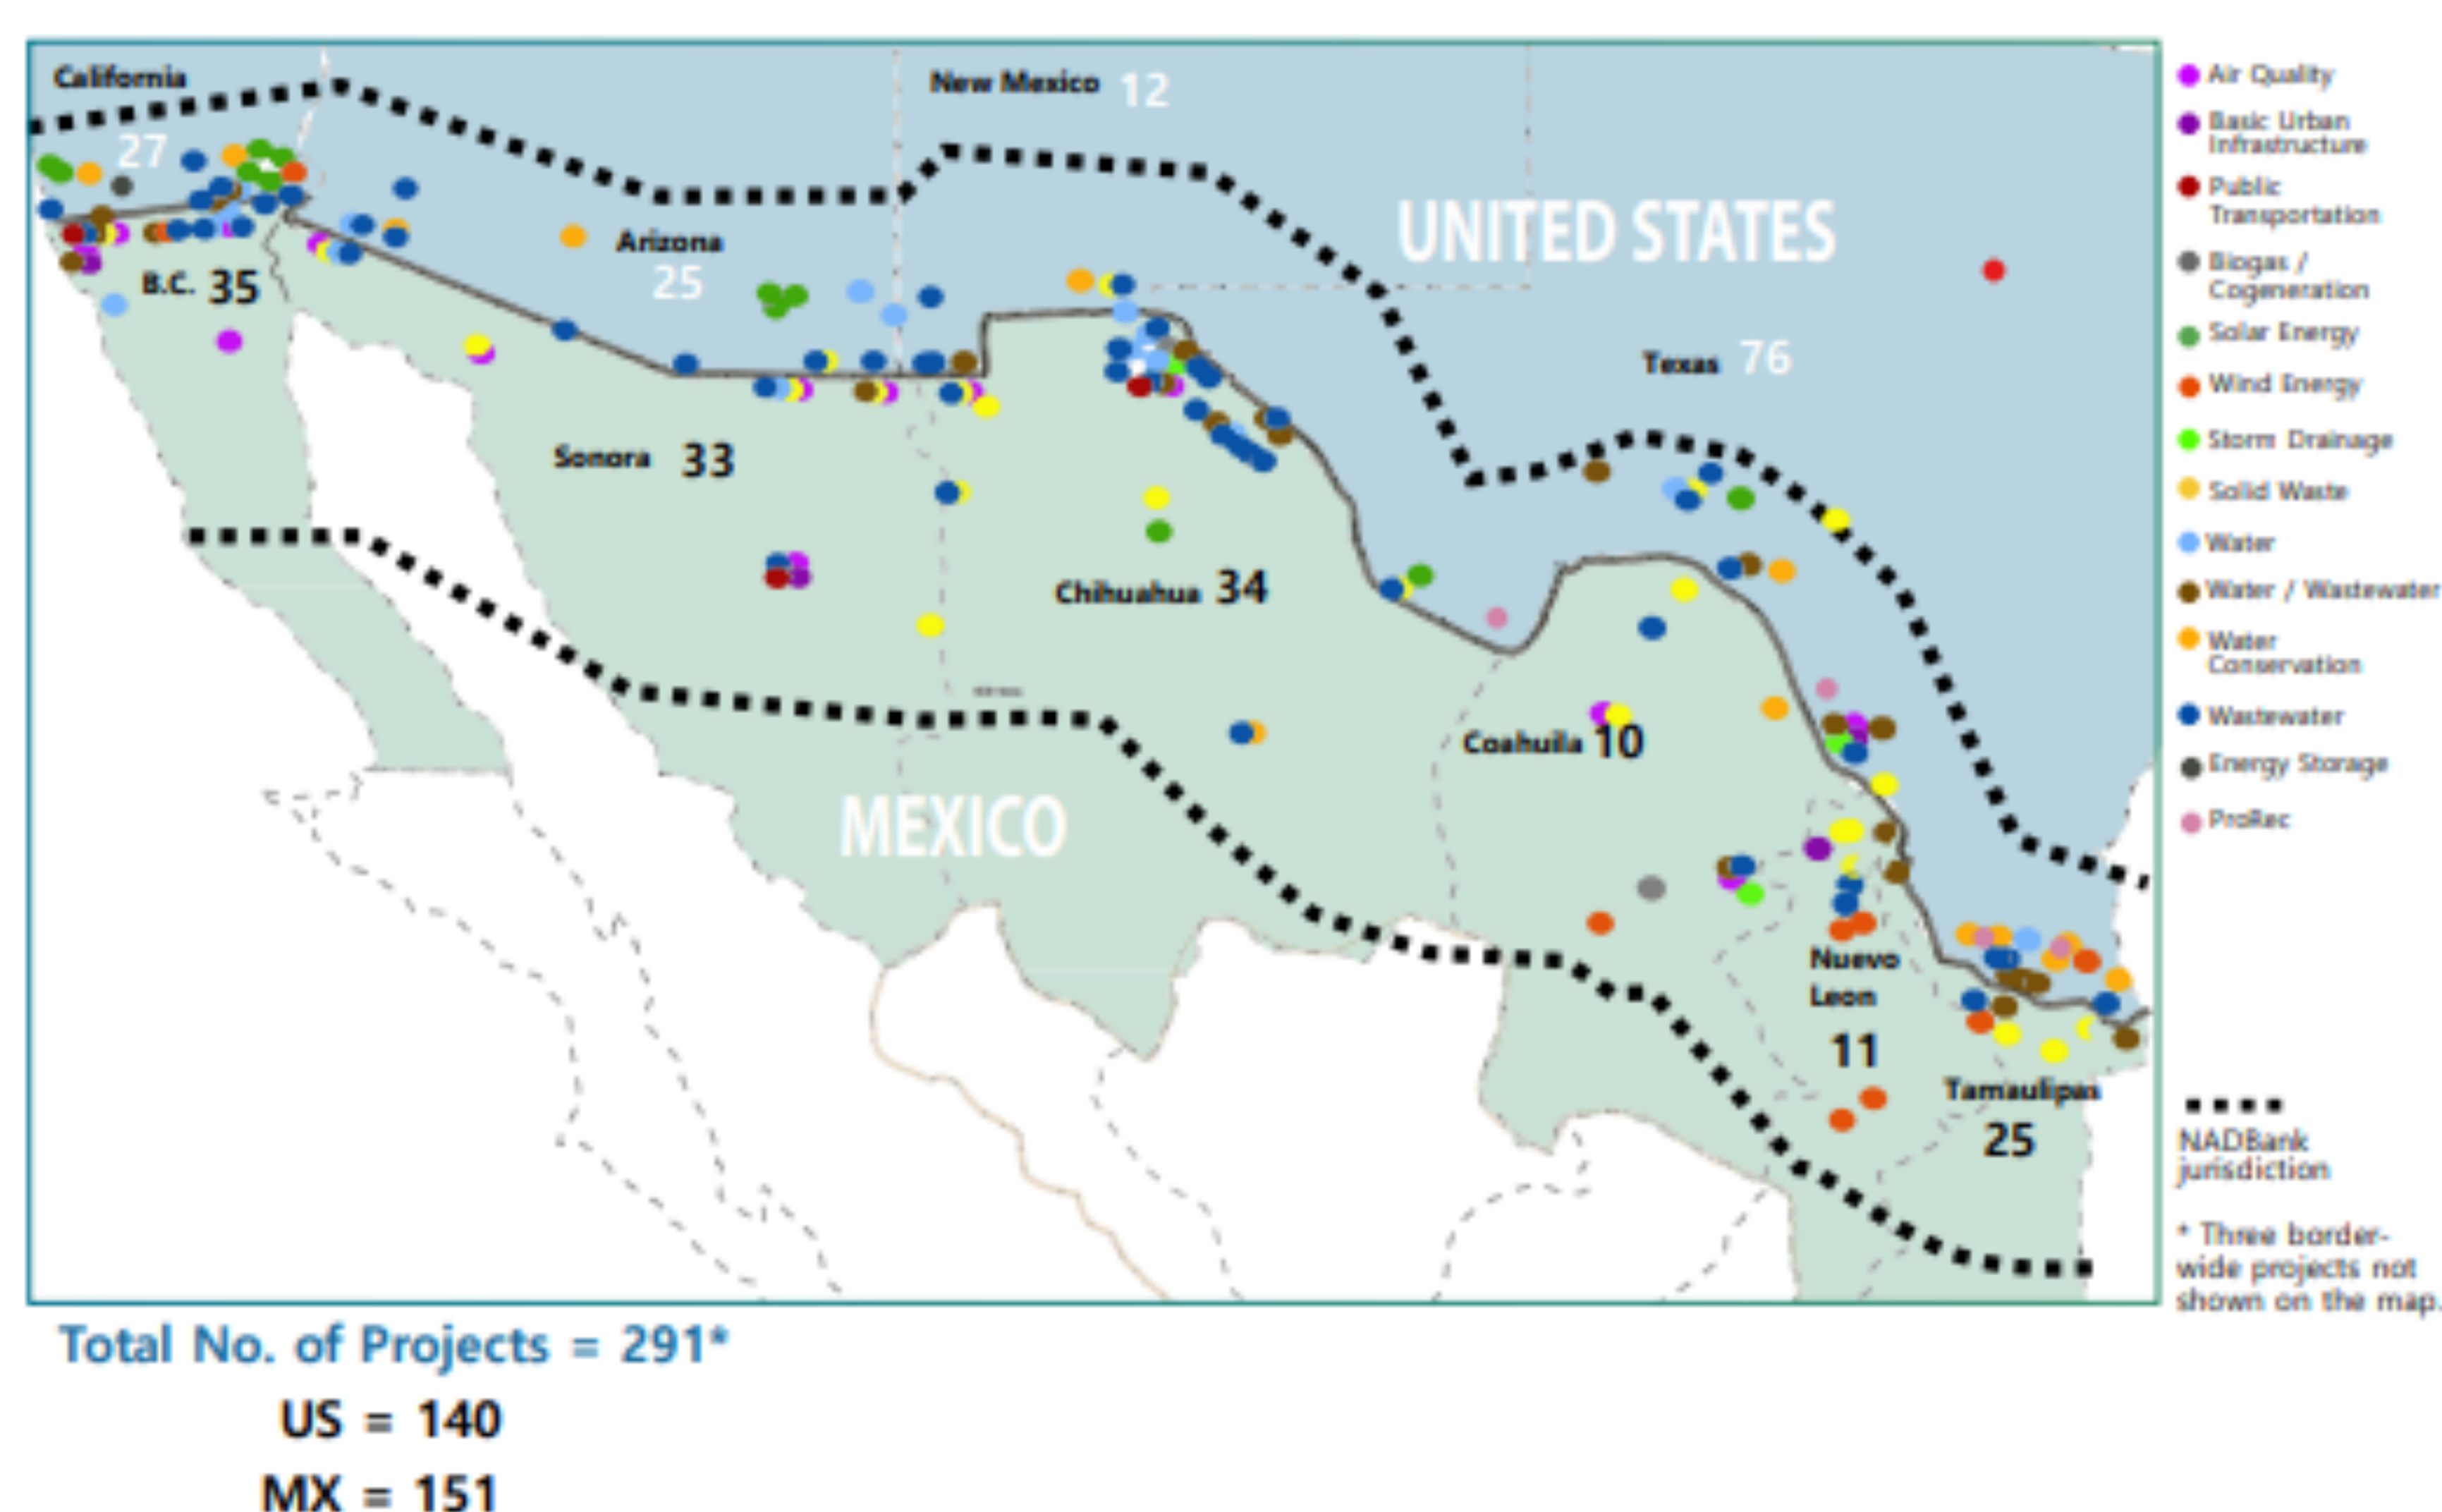 California
New Mexico 12
27
UNITED STATES
Arizona
25
B.C. 35
Texas 76
Sonora 33
Chihuahua 34
Coahuila 10
MEXICO
Nuevo
Leon
11
Tamaulipas
25
Air Quality
Basic Urban
Infrastructure
Public
Transportation
Biogas /
Cogeneration
Solar Energy
Wind Energy
Storm Drainage
Solid Waste
Water
Water / Wastewater
Water
Conservation
Wastewater
Energy Storage
ProRec
NADBank
jurisdiction
* Three border-
wide projects not
shown on the map.
Total No. of Projects = 291*
US = 140
MX = 151